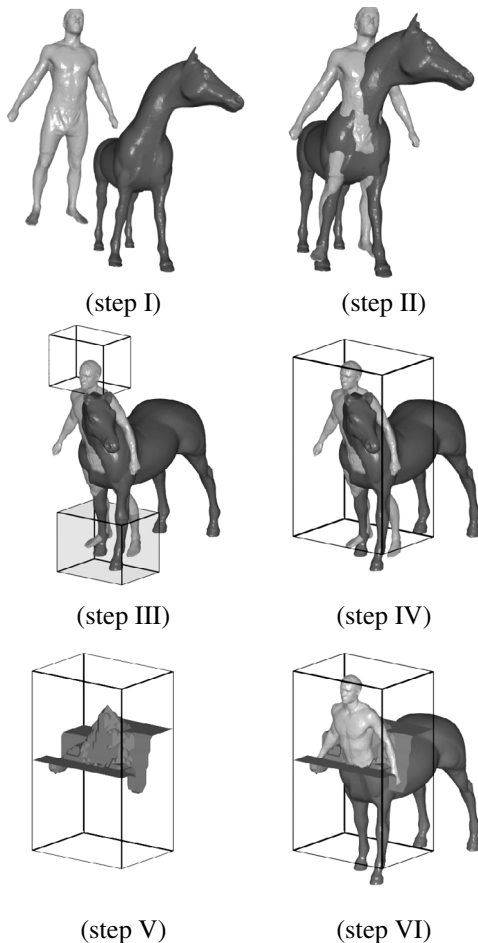 (step I)
(step II)
(step III)
(step IV)
(step V)
(step VI)